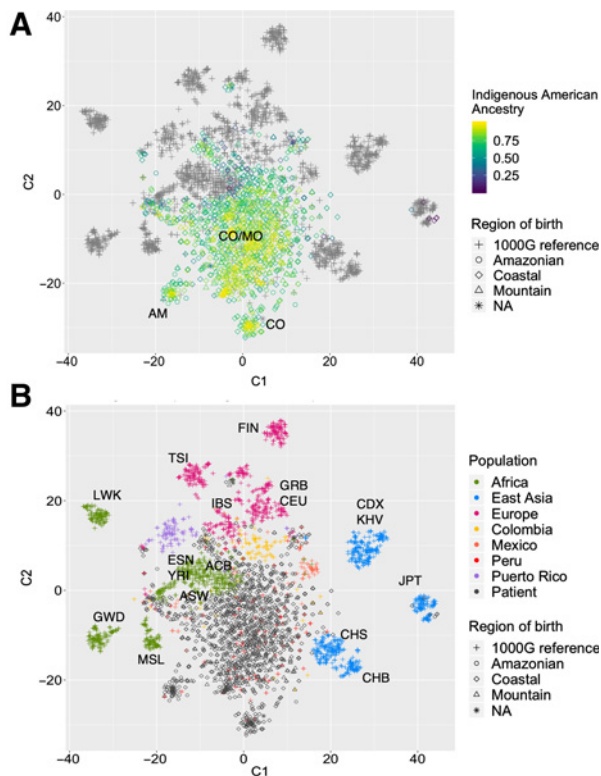 A
40
20
0
−20
C2
CO/MO
AM
CO
−40
−20
0
20
40
C1
Indigenous American
Ancestry
0.75
0.50
0.25
Region of birth
1000G reference
Amazonian
Coastal
Mountain
NA
B
40
20
0
−20
C2
FIN
TSI
GRB
CEU
LWK
IBS
CDX
KHV
ESN
ACB
YRI
ASW
JPT
GWD
MSL
CHS
CHB
−40
−20
0
20
40
C1
Population
Africa
East Asia
Europe
Colombia
Mexico
Peru
Puerto Rico
Patient
Region of birth
1000G reference
Amazonian
Coastal
Mountain
NA